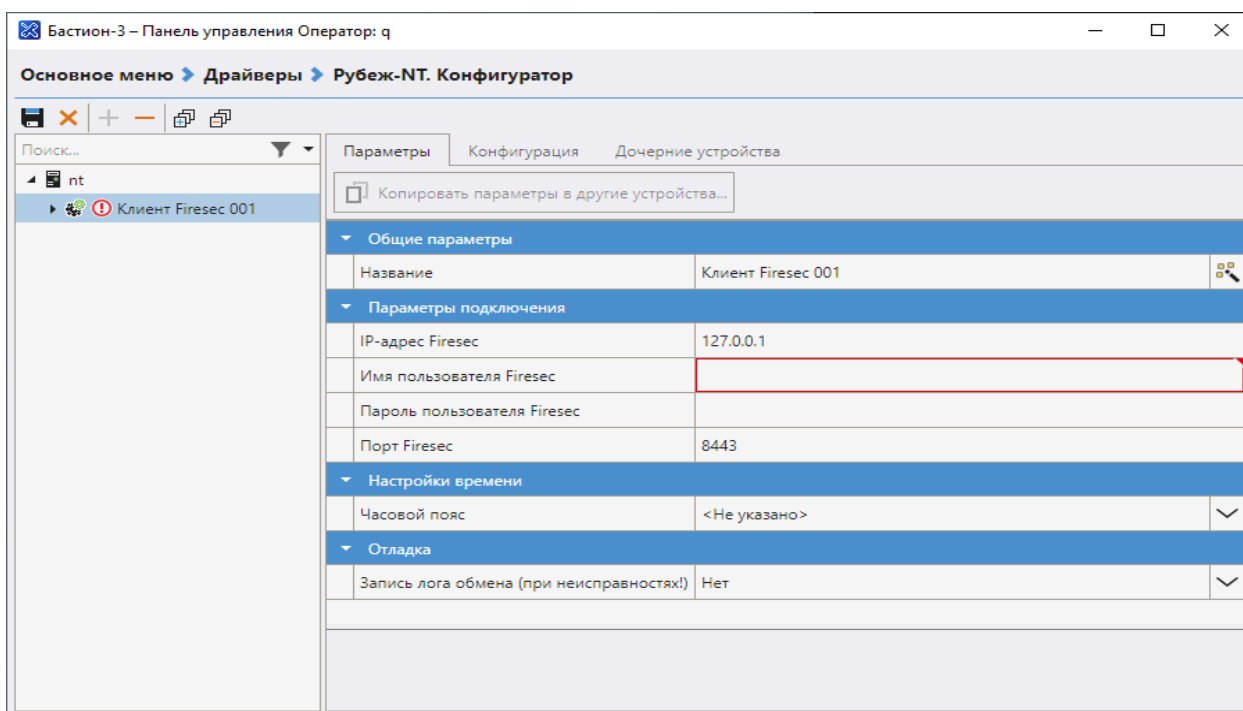 Бастион-3 – Панель управления Оператор: q
Основное меню Драйверы Рубеж-NT. Конфигуратор
Поиск...
nt
Клиент Firesec 001
Параметры Конфигурация Дочерние устройства
Копировать параметры в другие устройства...
Общие параметры
Название Клиент Firesec 001
Параметры подключения
IP-адрес Firesec 127.0.0.1
Имя пользователя Firesec
Пароль пользователя Firesec
Порт Firesec 8443
Настройки времени
Часовой пояс <Не указано>
Отладка
Запись лога обмена (при неисправностях!) Нет